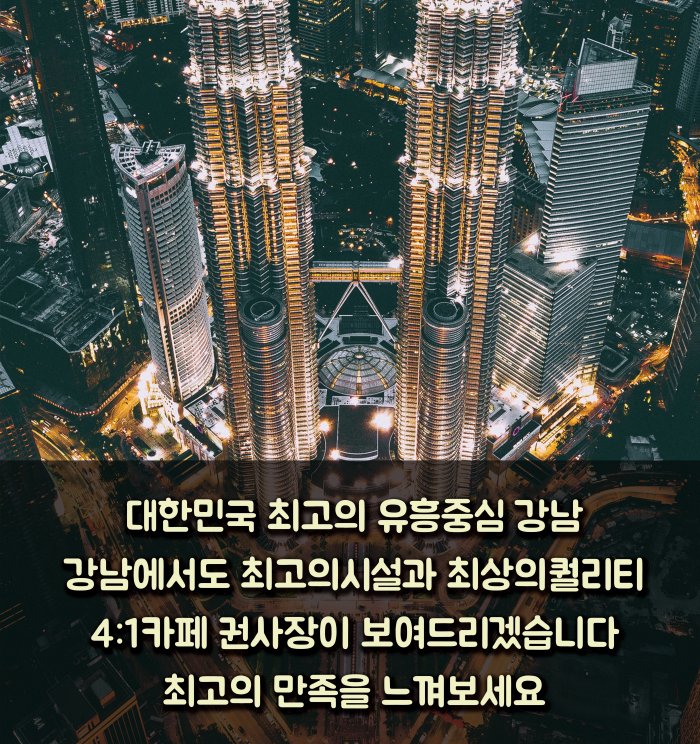 대한민국 최고의 유흥중심 강남
강남에서도 최고의시설과 최상의퀄리티
4:1카페 권사장이 보여드리겠습니다
최고의 만족을 느껴보세요